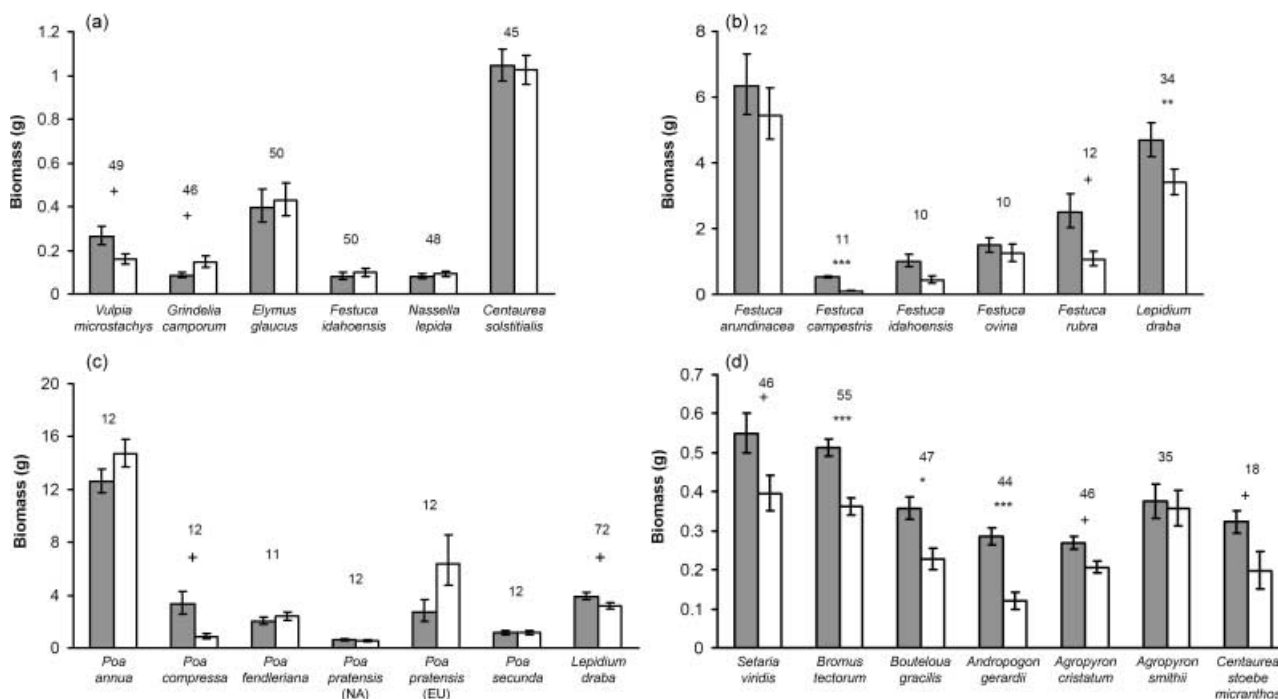 (a)
1.2
1
0.8
0.6
0.4
0.2
0
Biomass (g)
49
+
46
+
50
50
48
45
Vulpia microstachys
Grindelia camporum
Elymus glaucus
Festuca idahoensis
Nassella lepida
Centaurea solstitialis
(b)
8
6
4
2
0
Biomass (g)
12
11
***
10
10
12
+
34
**
Festuca arundinacea
Festuca campestris
Festuca idahoensis
Festuca ovina
Festuca rubra
Lepidium draba
(c)
20
16
12
8
4
0
Biomass (g)
12
12
+
11
12
12
12
72
+
Poa annua
Poa compressa
Poa fendleriana
Poa pratensis (NA)
Poa pratensis (EU)
Poa secunda
Lepidium draba
(d)
0.7
0.6
0.5
0.4
0.3
0.2
0.1
0
Biomass (g)
46
+
55
***
47
*
44
***
46
+
35
18
+
Setaria viridis
Bromus tectorum
Bouteloua gracilis
Andropogon gerardii
Agropyron cristatum
Agropyron smithii
Centaurea stoebe micranthos